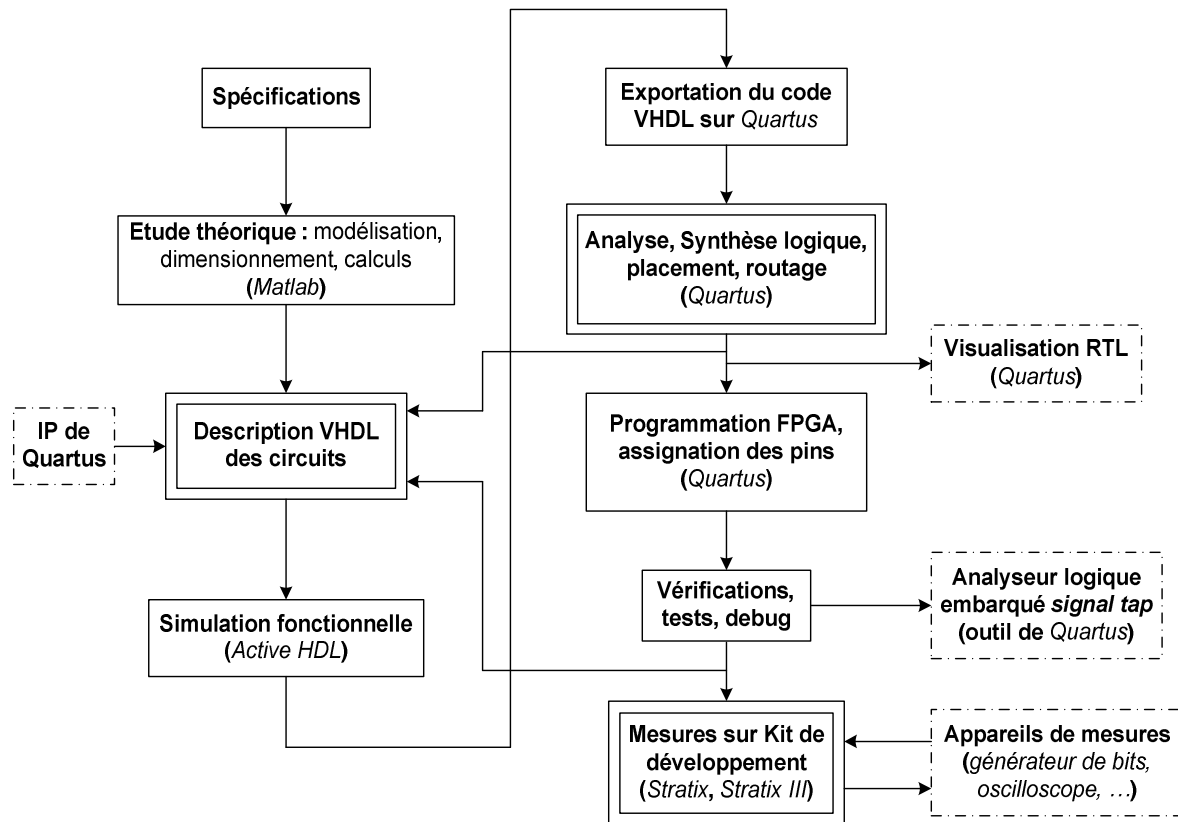 Spécifications
Etude théorique : modélisation,
dimensionnement, calculs
(Matlab)
IP de
Quartus
Description VHDL
des circuits
Simulation fonctionnelle
(Active HDL)
Exportation du code
VHDL sur Quartus
Analyse, Synthèse logique,
placement, routage
(Quartus)
Visualisation RTL
(Quartus)
Programmation FPGA,
assignation des pins
(Quartus)
Vérifications,
tests, debug
Analyseur logique
embarqué signal tap
(outil de Quartus)
Mesures sur Kit de
développement
(Stratix, Stratix III)
Appareils de mesures
(générateur de bits,
oscilloscope, …)